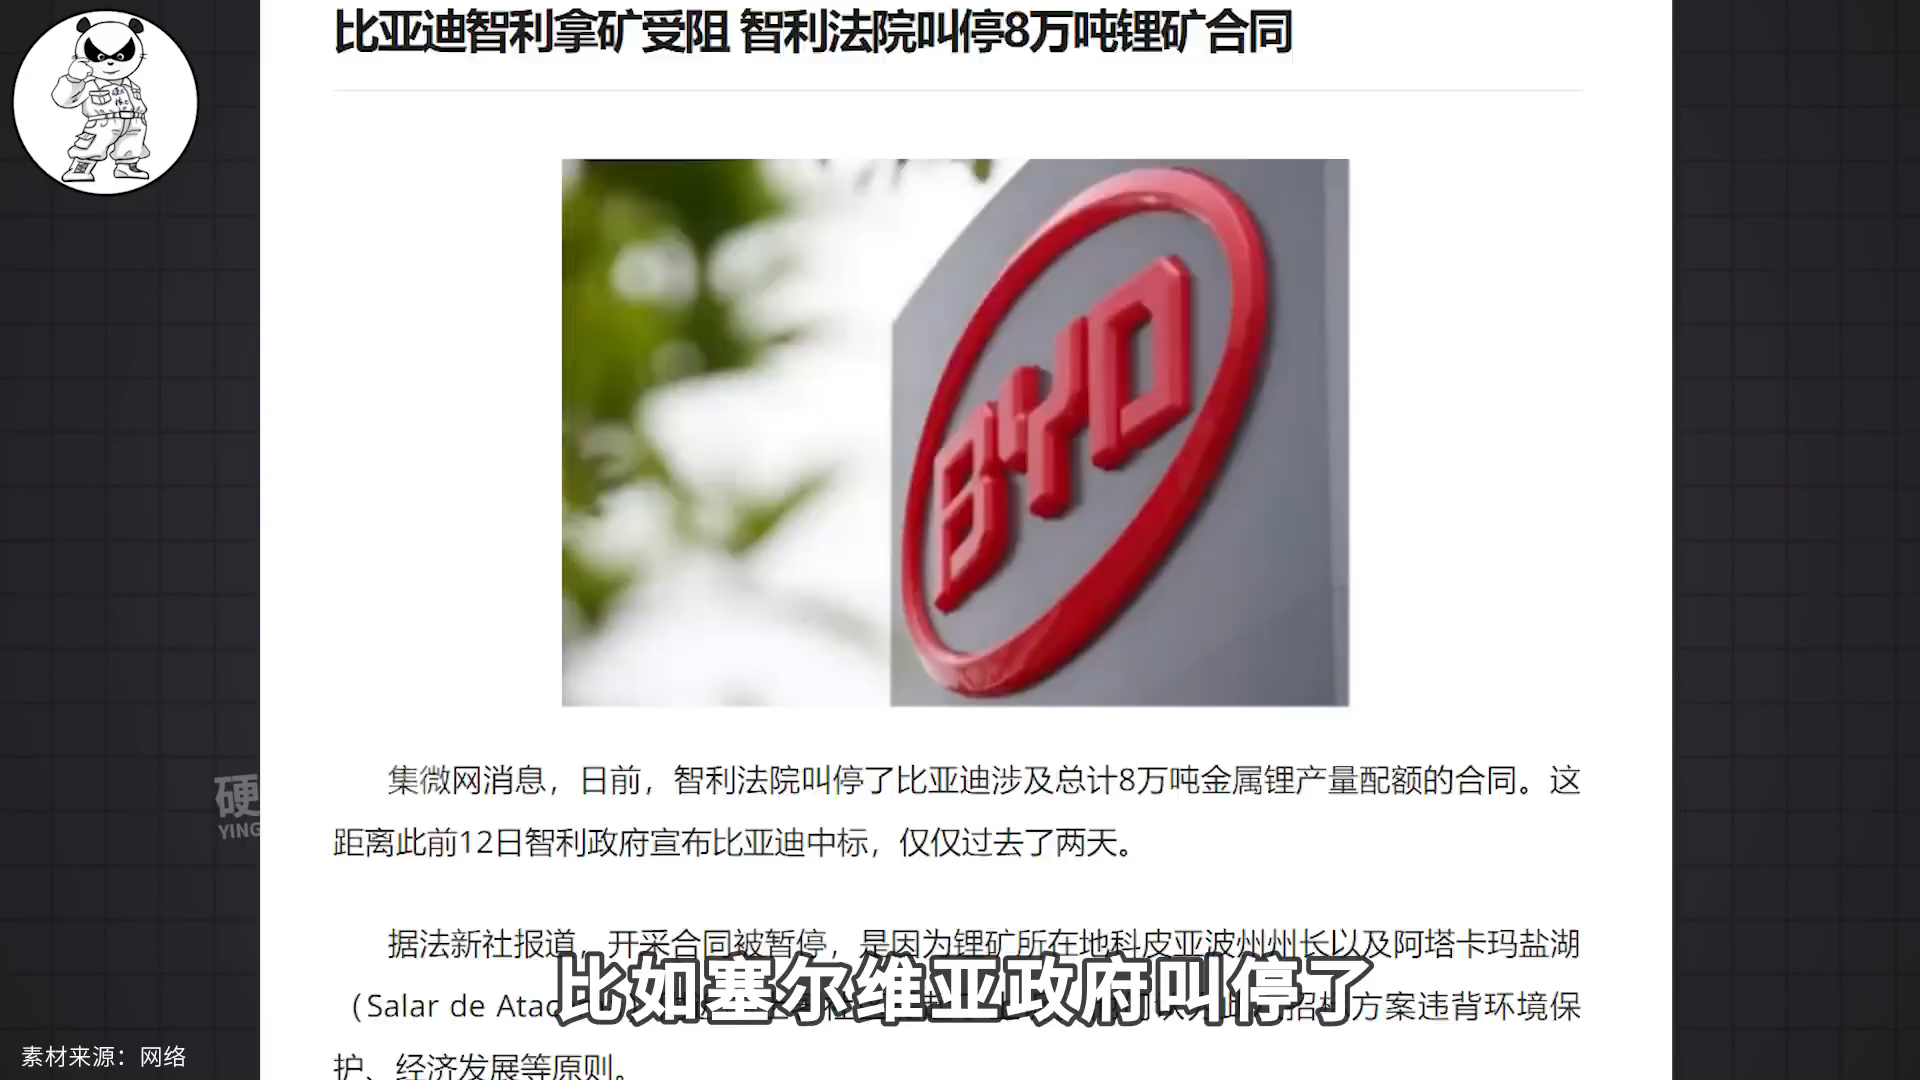 比亚迪智利拿矿受阻 智利法院叫停8万吨锂矿合同
BYD
集微网消息，日前，智利法院叫停了比亚迪涉及总计8万吨金属锂产量配额的合同。这
距离此前12日智利政府宣布比亚迪中标，仅仅过去了两天。
硬
YING
据法新社报道，开采合同被暂停，是因为锂矿所在地科皮亚波州州长以及阿塔卡玛盐湖
（Salar de Atac
方案违背环境保
护、经济发展等原则。
比如塞尔维亚政府叫停了
素材来源：网络